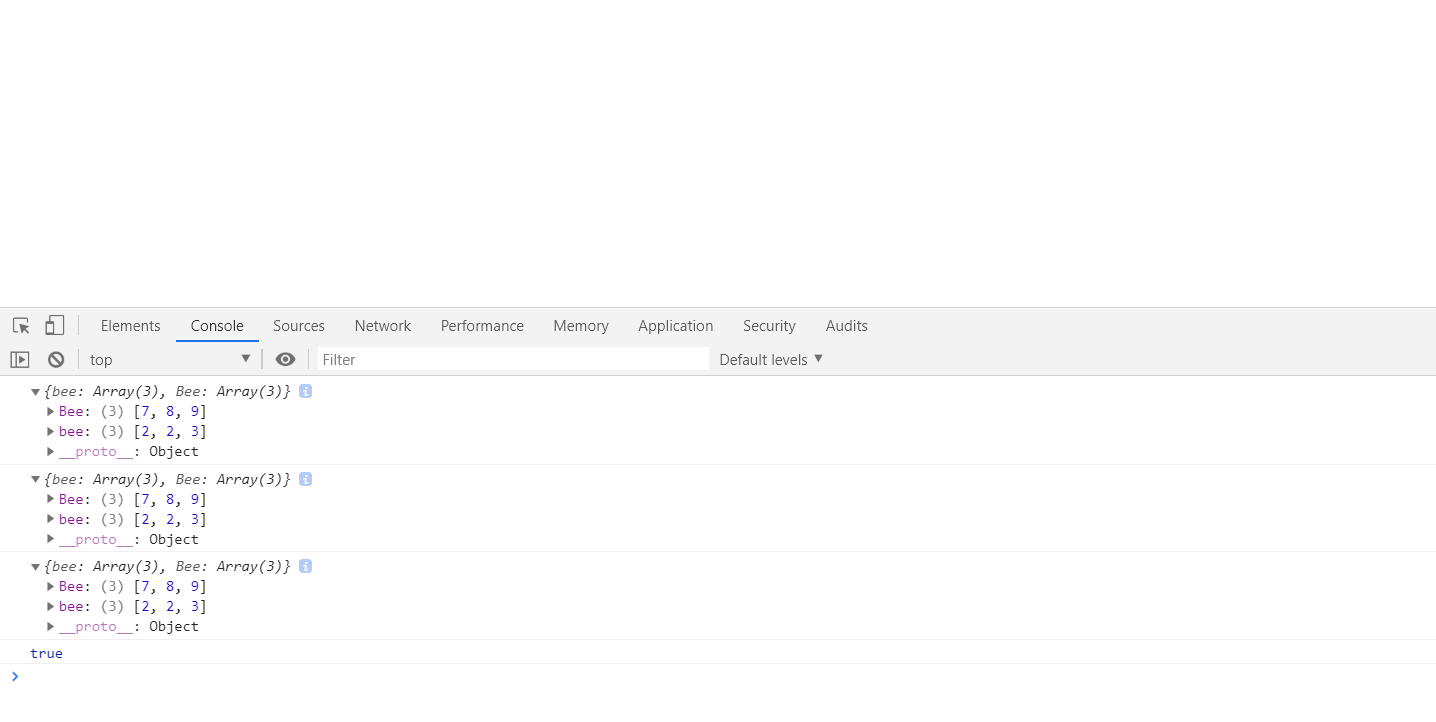 Elements Console Sources Network Performance Memory Application Security Audits
top Filter Default levels
{bee: Array(3), Bee: Array(3)} i
Bee: (3) [7, 8, 9]
bee: (3) [2, 2, 3]
__proto__: Object
{bee: Array(3), Bee: Array(3)} i
Bee: (3) [7, 8, 9]
bee: (3) [2, 2, 3]
__proto__: Object
{bee: Array(3), Bee: Array(3)} i
Bee: (3) [7, 8, 9]
bee: (3) [2, 2, 3]
__proto__: Object
true